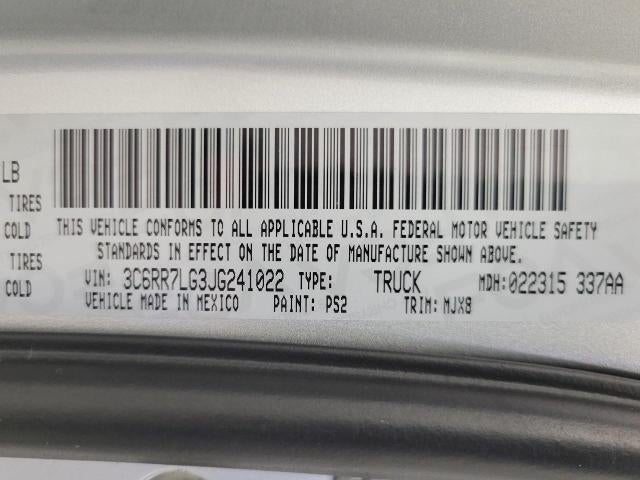 LB
TIRES
COLD
THIS VEHICLE CONFORMS TO ALL APPLICABLE U.S.A. FEDERAL MOTOR VEHICLE SAFETY
STANDARDS IN EFFECT ON THE DATE OF MANUFACTURE SHOWN ABOVE.
TIRES
COLD
VIN: 3C6RR7LG3JG241022 TYPE: TRUCK MDH:022315 337AA
VEHICLE MADE IN MEXICO PAINT: PS2 TRIM: MJX8